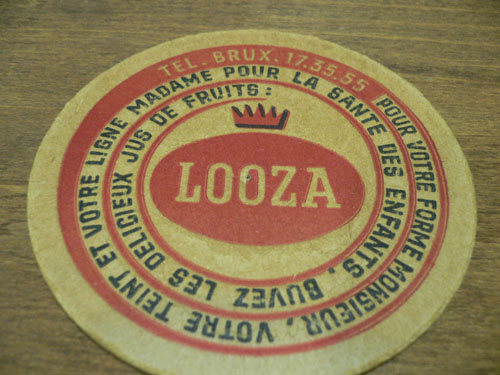 TEL. BRUX. 17.35.55
POUR VOTRE FORME MONSIEUR, VOTRE TEINT ET VOTRE LIGNE MADAME POUR LA SANTE DES ENFANTS. BUVEZ LES DELICIEUX JUS DE FRUITS:
LOOZA